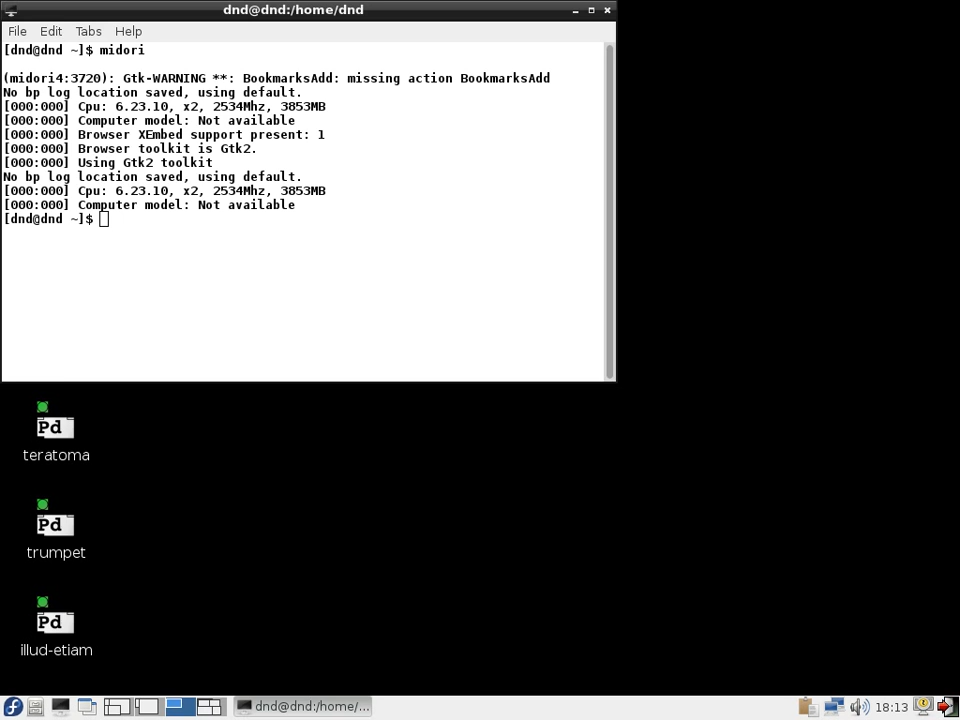 dnd@dnd:/home/dnd
File Edit Tabs Help
[dnd@dnd ~]$ midori
(midori4:3720): Gtk-WARNING **: BookmarksAdd: missing action BookmarksAdd
No bp log location saved, using default.
[000:000] Cpu: 6.23.10, x2, 2534Mhz, 3853MB
[000:000] Computer model: Not available
[000:000] Browser XEmbed support present: 1
[000:000] Browser toolkit is Gtk2.
[000:000] Using Gtk2 toolkit
No bp log location saved, using default.
[000:000] Cpu: 6.23.10, x2, 2534Mhz, 3853MB
[000:000] Computer model: Not available
[dnd@dnd ~]$
Pd
teratoma
Pd
trumpet
Pd
illud-etiam
dnd@dnd:/home/...
18:13